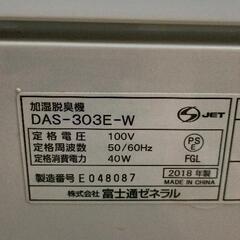 加湿脱臭機
DAS-303E-W
S JET
定格電圧 100V
定格周波数 50/60Hz
定格消費電力 40W
PS E
FGL
製造番号 E 048087
2018年製
MADE IN CHINA
株式会社 富士通ゼネラル